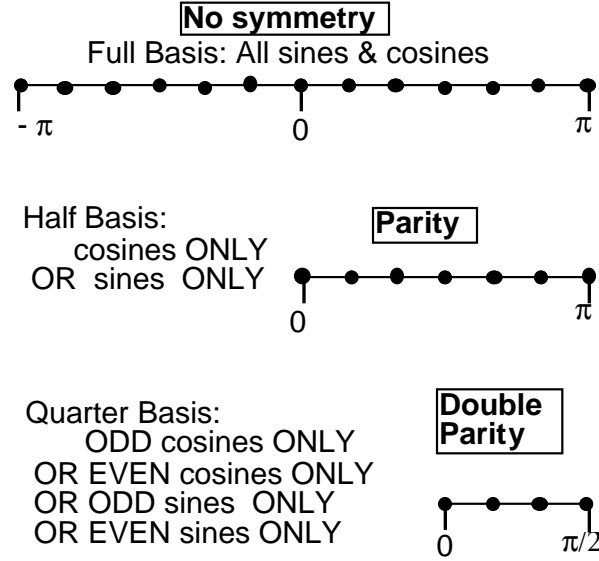 No symmetry
Full Basis: All sines & cosines
- π
0
π
Half Basis:
cosines ONLY
OR sines ONLY
Parity
0
π
Quarter Basis:
ODD cosines ONLY
OR EVEN cosines ONLY
OR ODD sines ONLY
OR EVEN sines ONLY
Double
Parity
0
π/2